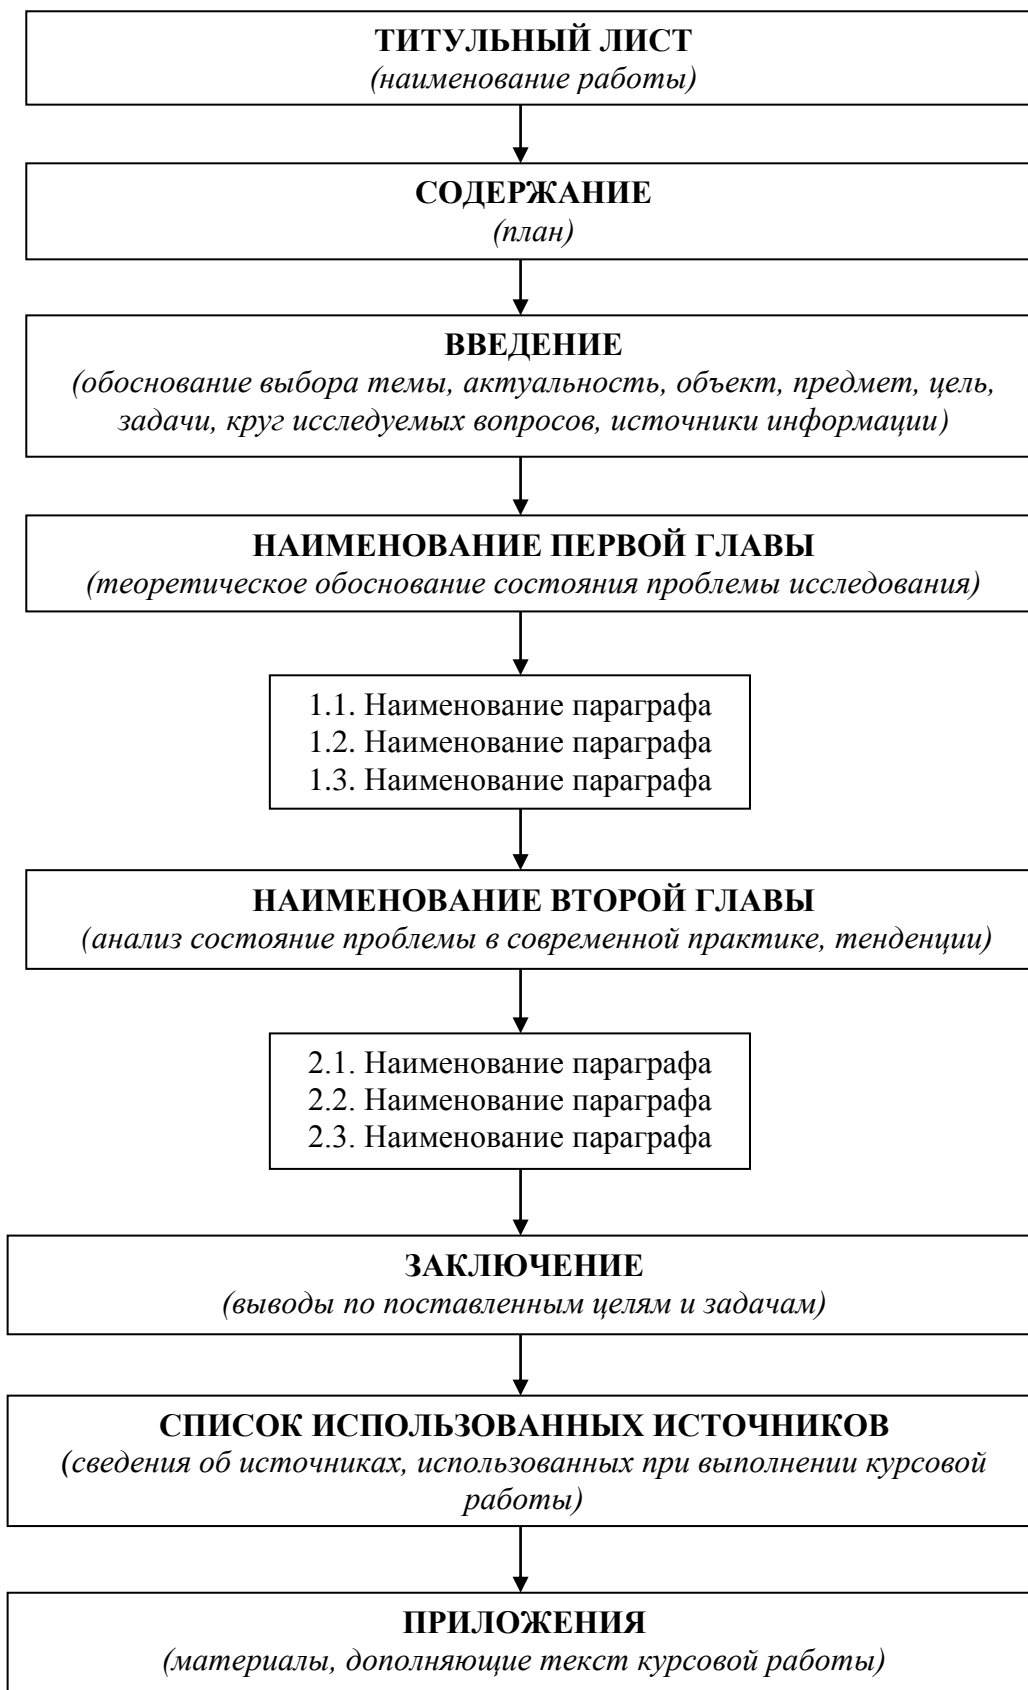 ТИТУЛЬНЫЙ ЛИСТ
(наименование работы)
СОДЕРЖАНИЕ
(план)
ВВЕДЕНИЕ
(обоснование выбора темы, актуальность, объект, предмет, цель,
задачи, круг исследуемых вопросов, источники информации)
НАИМЕНОВАНИЕ ПЕРВОЙ ГЛАВЫ
(теоретическое обоснование состояния проблемы исследования)
1.1. Наименование параграфа
1.2. Наименование параграфа
1.3. Наименование параграфа
НАИМЕНОВАНИЕ ВТОРОЙ ГЛАВЫ
(анализ состояние проблемы в современной практике, тенденции)
2.1. Наименование параграфа
2.2. Наименование параграфа
2.3. Наименование параграфа
ЗАКЛЮЧЕНИЕ
(выводы по поставленным целям и задачам)
СПИСОК ИСПОЛЬЗОВАННЫХ ИСТОЧНИКОВ
(сведения об источниках, использованных при выполнении курсовой
работы)
ПРИЛОЖЕНИЯ
(материалы, дополняющие текст курсовой работы)